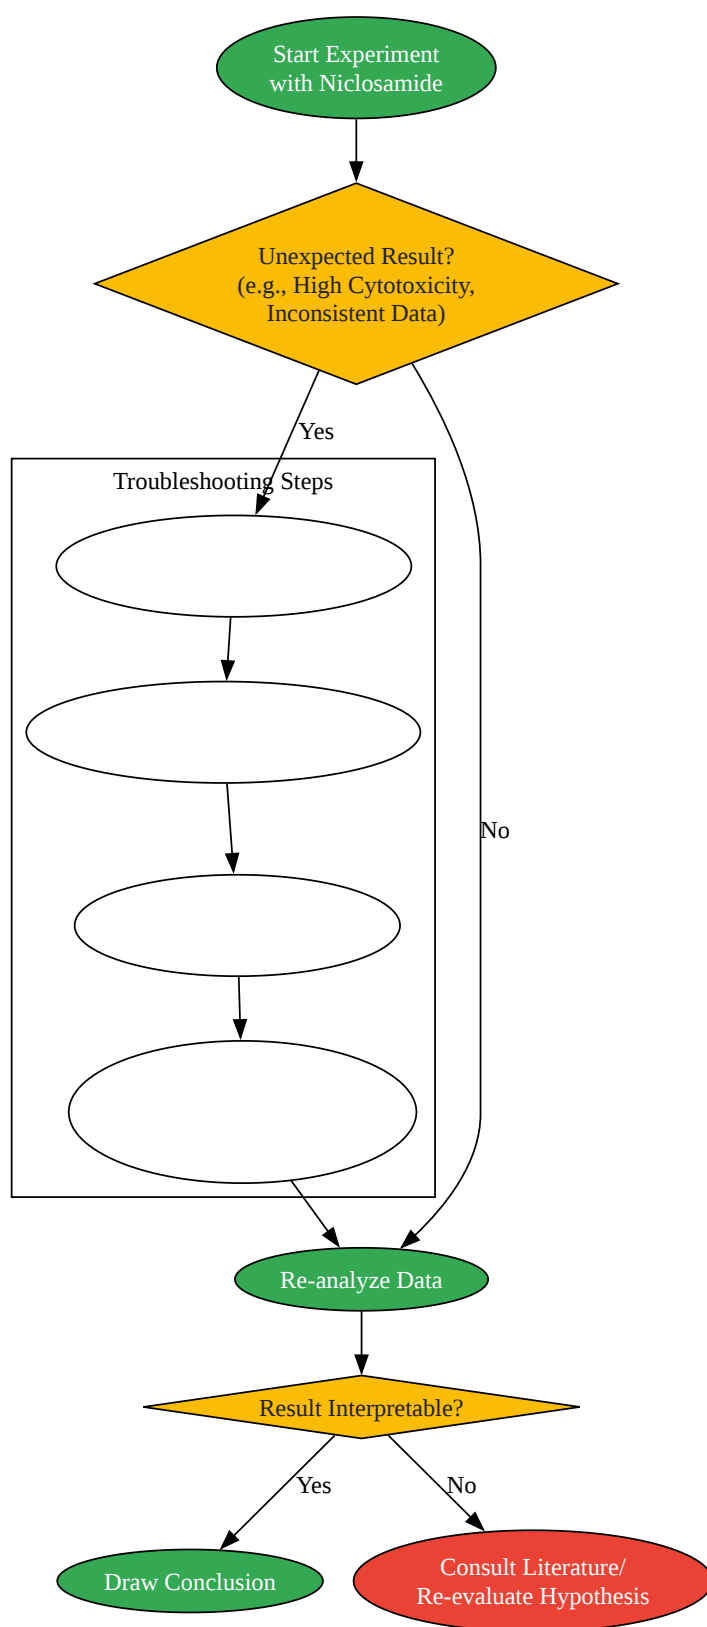 Start Experiment
with Niclosamide
Unexpected Result?
(e.g., High Cytotoxicity,
Inconsistent Data)
Yes
Troubleshooting Steps
No
Re-analyze Data
Result Interpretable?
Yes
No
Draw Conclusion
Consult Literature/
Re-evaluate Hypothesis